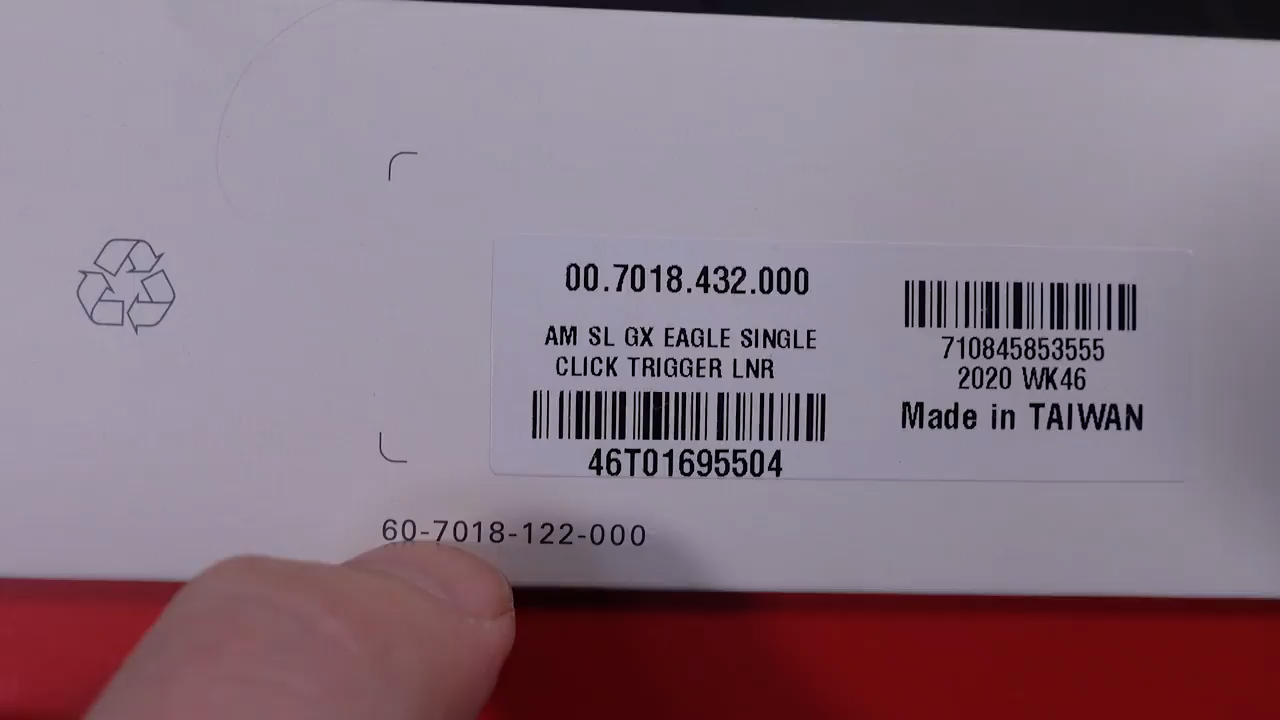 00.7018.432.000
AM SL GX EAGLE SINGLE
CLICK TRIGGER LNR
46T01695504
710845853555
2020 WK46
Made in TAIWAN
60-7018-122-000